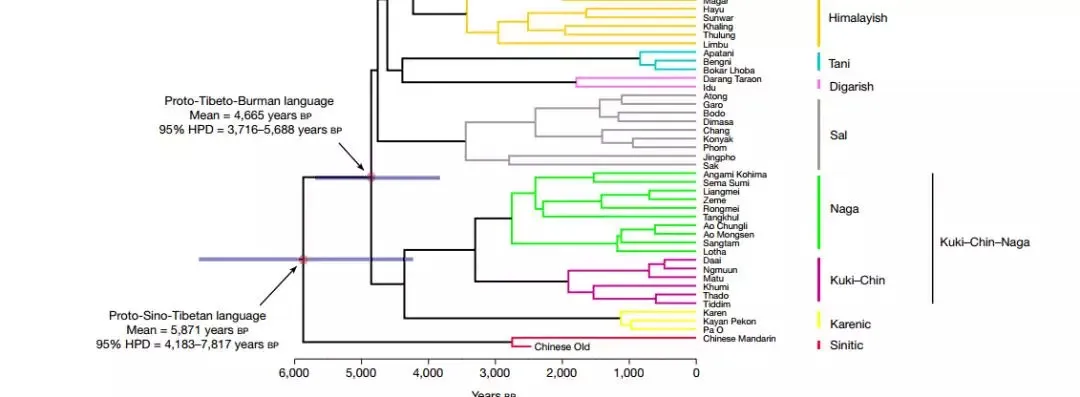 Magar
Hayu
Sunwar
Khaling
Thulung
Limbu
Himalayish
Apatani
Bengni
Bokar Lhoba
Tani
Darang Taraon
Idu
Digarish
Atong
Garo
Bodo
Dimasa
Chang
Konyak
Phom
Jingpho
Sak
Sal
Proto-Tibeto-Burman language
Mean = 4,665 years BP
95% HPD = 3,716–5,688 years BP
Angami Kohima
Sema Sumi
Liangmei
Zeme
Rongmei
Tangkhul
Ao Chungli
Ao Mongsen
Sangtam
Lotha
Naga
Kuki–Chin–Naga
Daai
Ngmuun
Matu
Khumi
Thado
Tiddim
Kuki–Chin
Karen
Kayan Pekon
Pa O
Karenic
Chinese Mandarin
Chinese Old
Sinitic
Proto-Sino-Tibetan language
Mean = 5,871 years BP
95% HPD = 4,183–7,817 years BP
6,000 5,000 4,000 3,000 2,000 1,000 0
Years BP